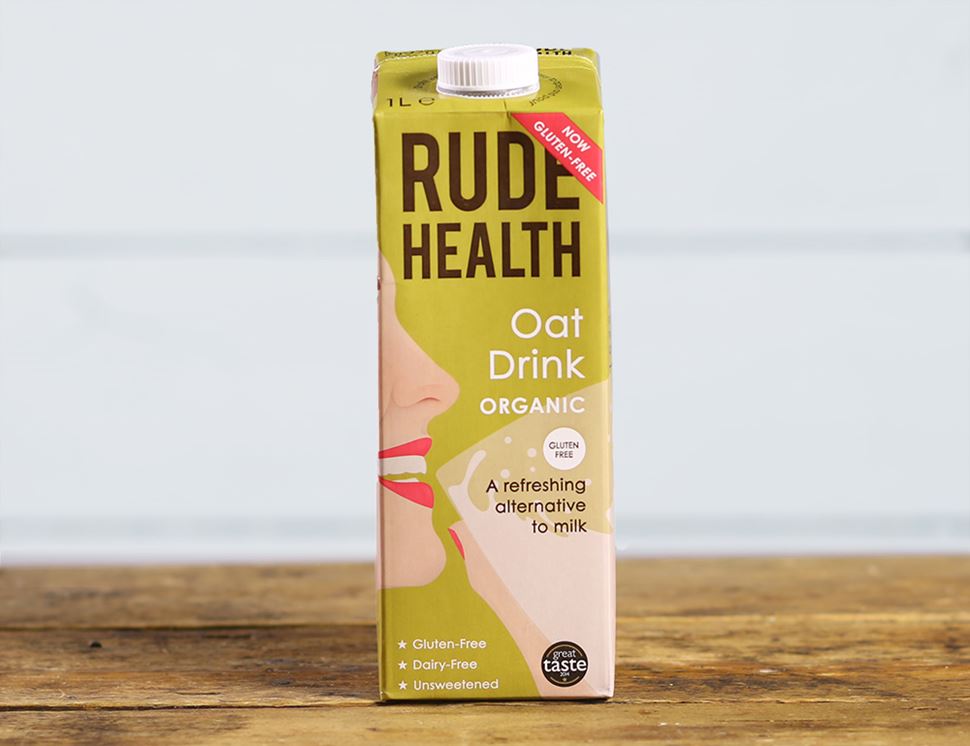 1L e
NOW
GLUTEN-FREE
RUDE
HEALTH
Oat
Drink
ORGANIC
GLUTEN
FREE
A refreshing
alternative
to milk
★ Gluten-Free
★ Dairy-Free
★ Unsweetened
great
taste
2014